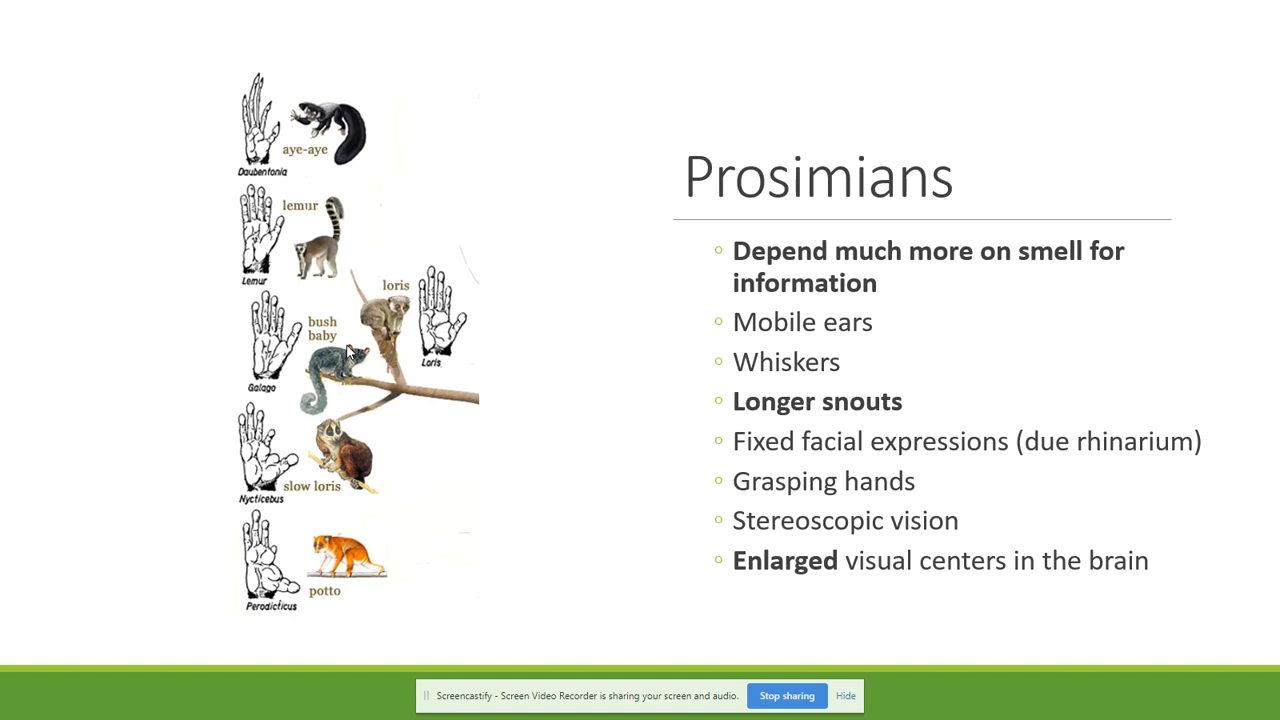 aye-aye
Daubentonia
lemur
Lemur
loris
Loris
bush
baby
Galago
slow loris
Nycticebus
potto
Perodicticus
Prosimians
Depend much more on smell for
information
Mobile ears
Whiskers
Longer snouts
Fixed facial expressions (due rhinarium)
Grasping hands
Stereoscopic vision
Enlarged visual centers in the brain
Screencastify - Screen Video Recorder is sharing your screen and audio.
Stop sharing
Hide